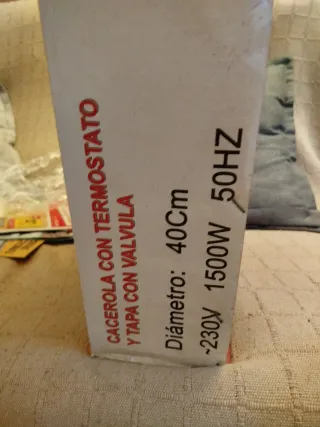 CACEROLA CON TERMOSTATO
Y TAPA CON VALVULA
Diámetro: 40Cm
~230V 1500W 50HZ